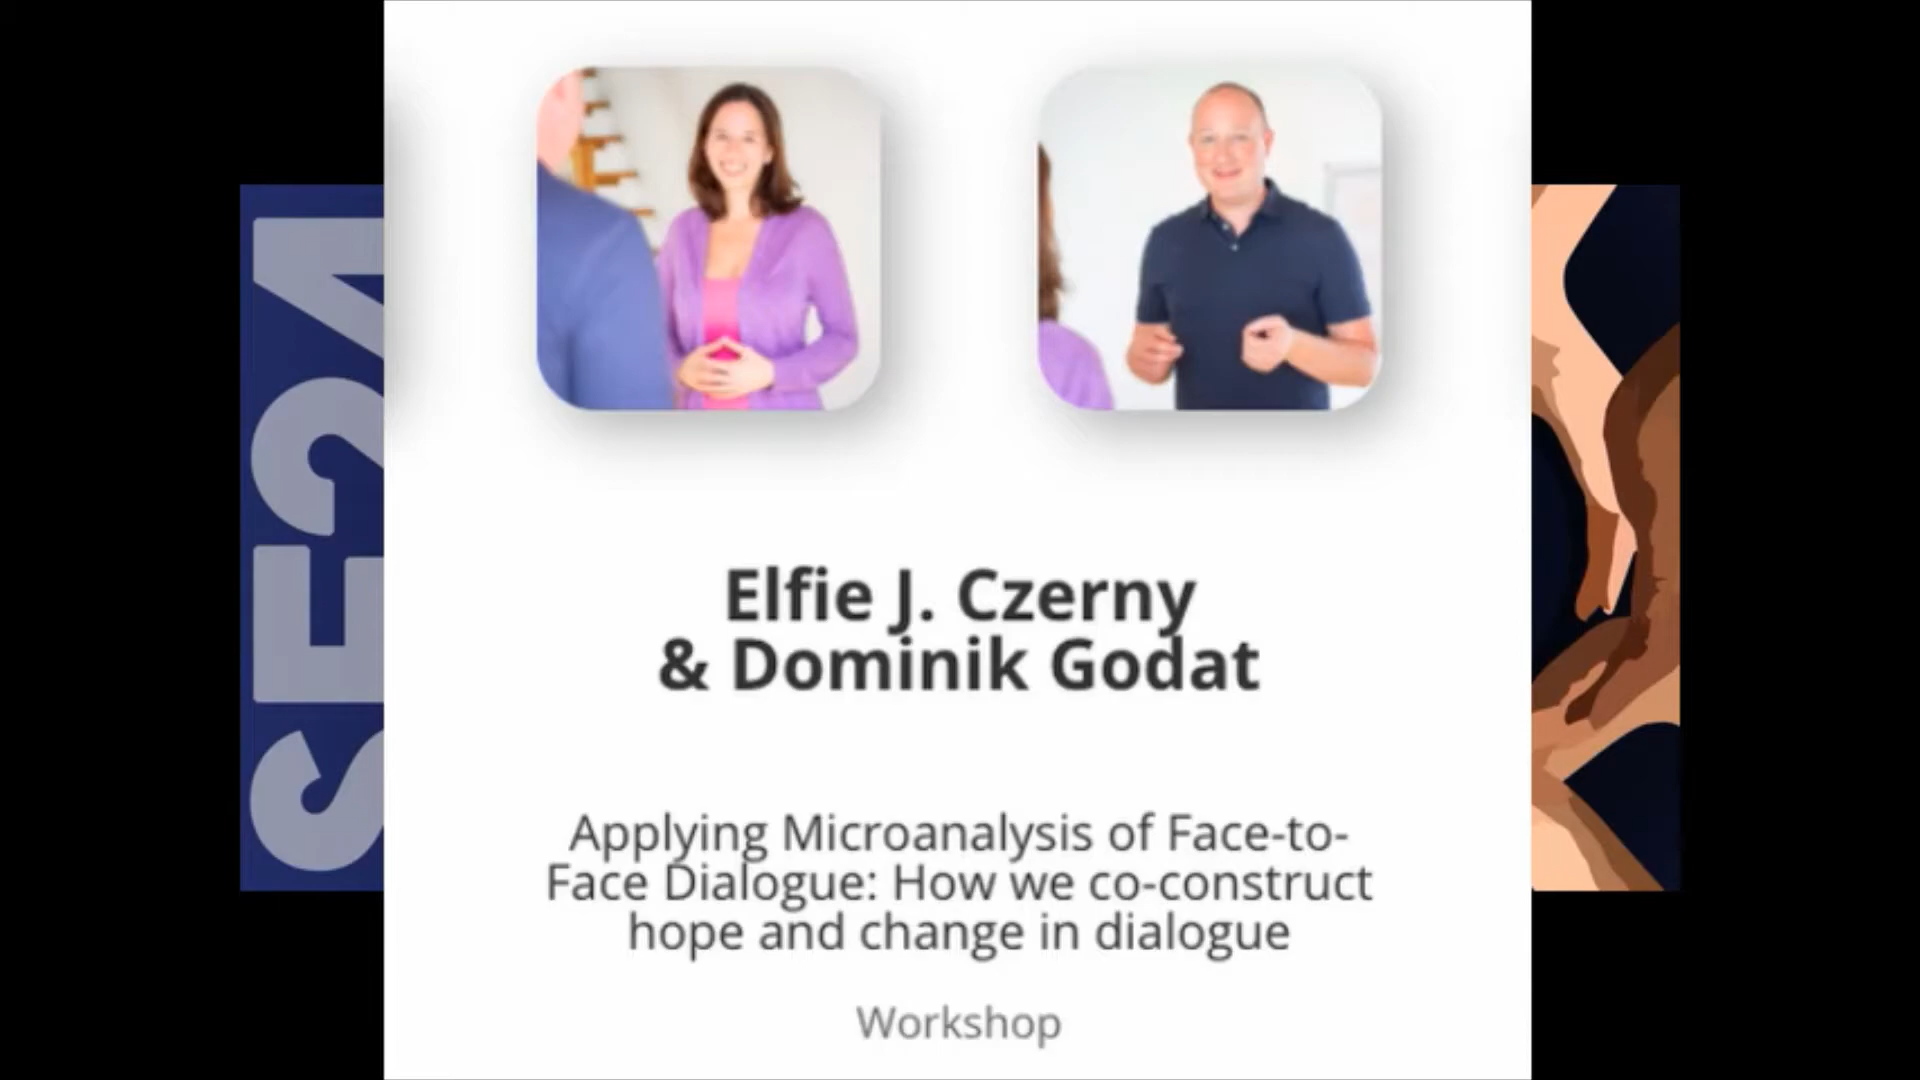 SE24
Elfie J. Czerny
& Dominik Godat
Applying Microanalysis of Face-to-
Face Dialogue: How we co-construct
hope and change in dialogue
Workshop